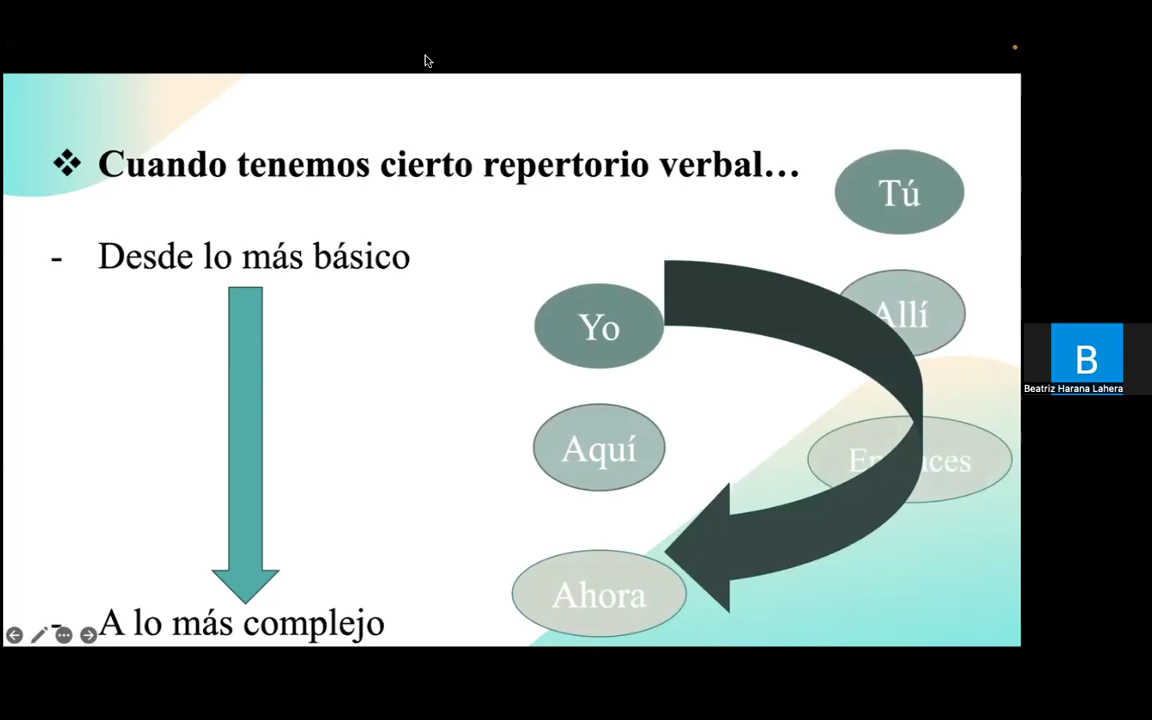 ❖ Cuando tenemos cierto repertorio verbal...
- Desde lo más básico
- A lo más complejo
Tú
Yo
Allí
Aquí
Ahora
B
Beatriz Harana Lahera